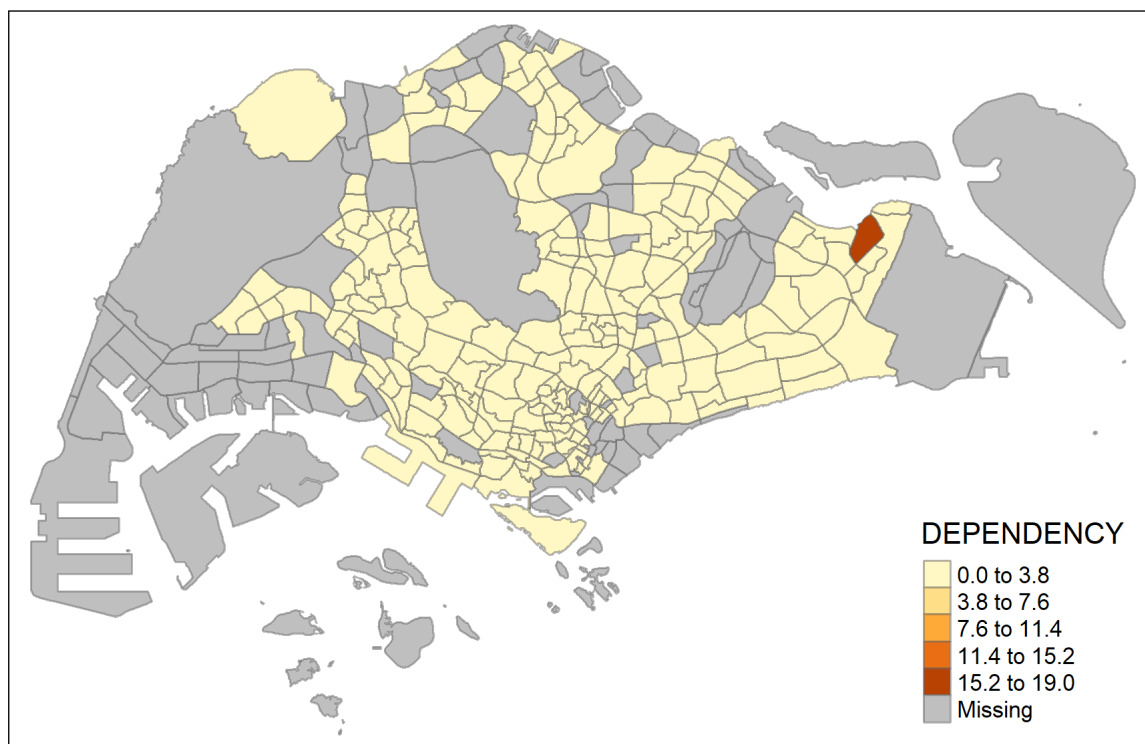 DEPENDENCY
0.0 to 3.8
3.8 to 7.6
7.6 to 11.4
11.4 to 15.2
15.2 to 19.0
Missing